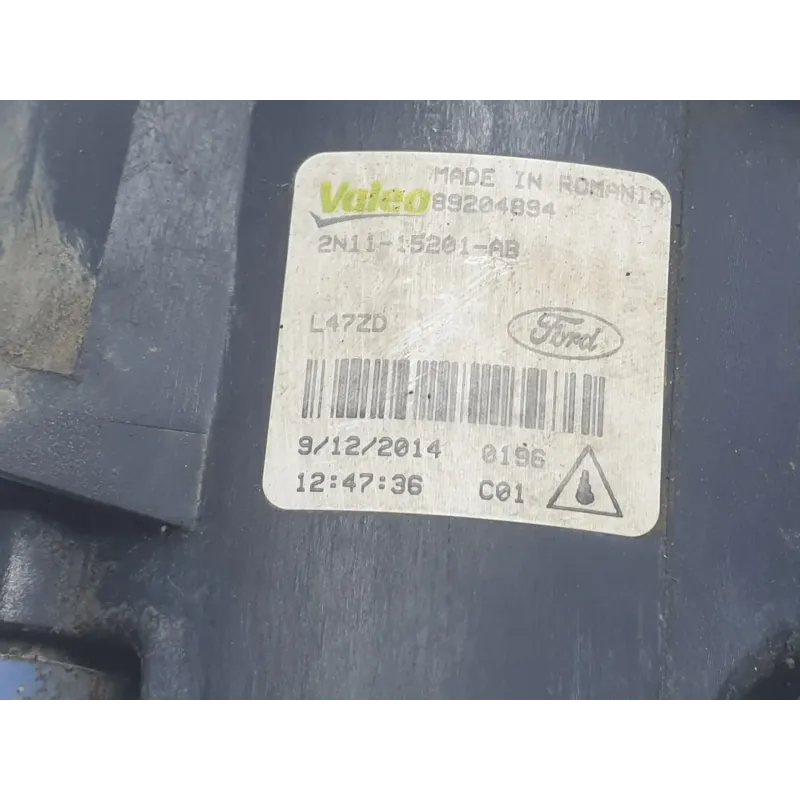 MADE IN ROMANIA
Valeo 89204894
2N11-15201-AB
L47ZD
Ford
9/12/2014 0196
12:47:36 C01